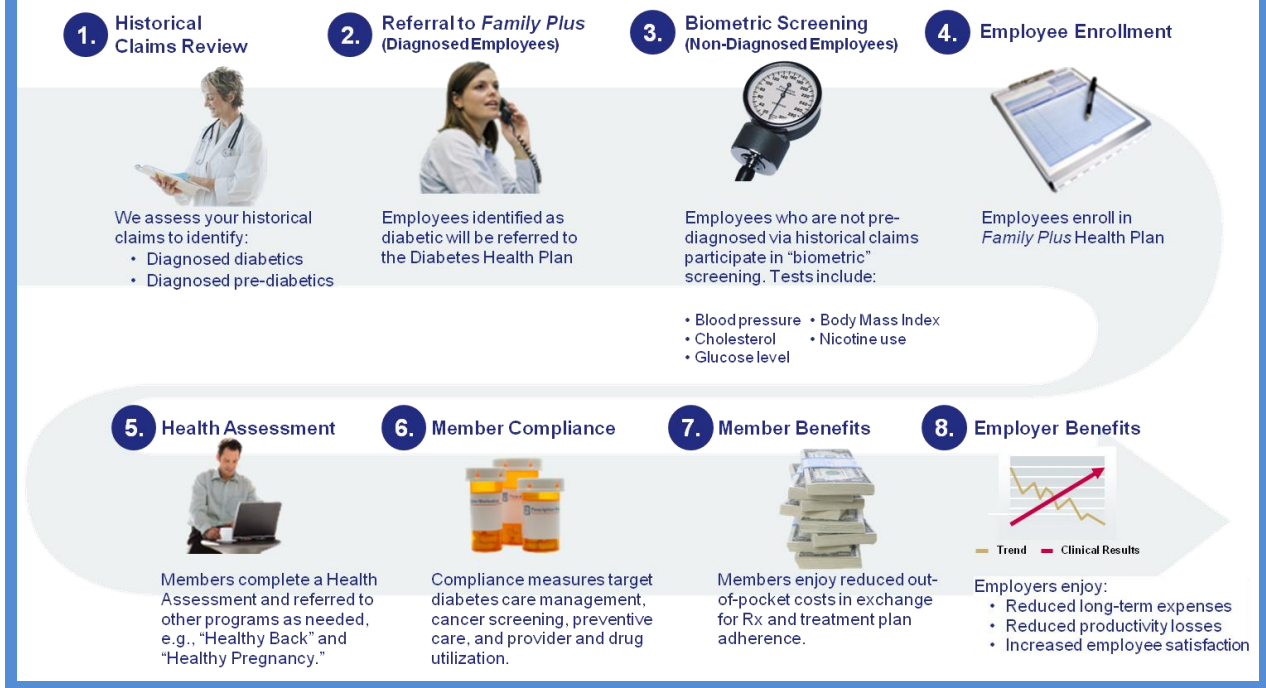 1.
Historical
Claims Review
We assess your historical
claims to identify:
• Diagnosed diabetics
• Diagnosed pre-diabetics
2.
Referral to Family Plus
(Diagnosed Employees)
Employees identified as
diabetic will be referred to
the Diabetes Health Plan
3.
Biometric Screening
(Non-Diagnosed Employees)
Employees who are not pre-
diagnosed via historical claims
participate in “biometric”
screening. Tests include:
• Blood pressure • Body Mass Index
• Cholesterol • Nicotine use
• Glucose level
4.
Employee Enrollment
Employees enroll in
Family Plus Health Plan
5.
Health Assessment
Members complete a Health
Assessment and referred to
other programs as needed,
e.g., “Healthy Back” and
“Healthy Pregnancy.”
6.
Member Compliance
Compliance measures target
diabetes care management,
cancer screening, preventive
care, and provider and drug
utilization.
7.
Member Benefits
Members enjoy reduced out-
of-pocket costs in exchange
for Rx and treatment plan
adherence.
8.
Employer Benefits
Trend Clinical Results
Employers enjoy:
• Reduced long-term expenses
• Reduced productivity losses
• Increased employee satisfaction